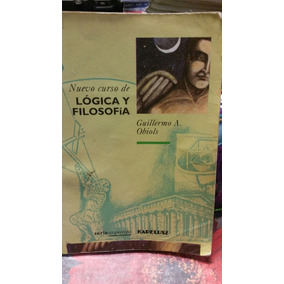 Nuevo curso de
LÓGICA Y
FILOSOFíA
Guillermo A.
Obiols
KAPELUSZ